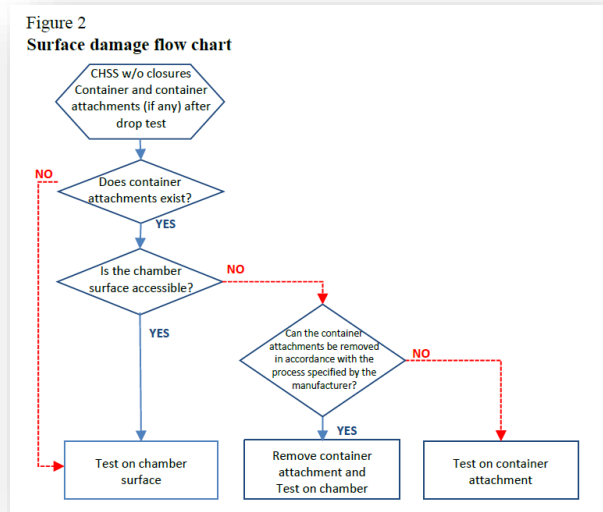 Figure 2
Surface damage flow chart
CHSS w/o closures
Container and container
attachments (if any) after
drop test
NO
Does container
attachments exist?
YES
Is the chamber
surface accessible?
NO
YES
Can the container
attachments be removed
in accordance with the
process specified by the
manufacturer?
NO
YES
Test on chamber
surface
Remove container
attachment and
Test on chamber
Test on container
attachment